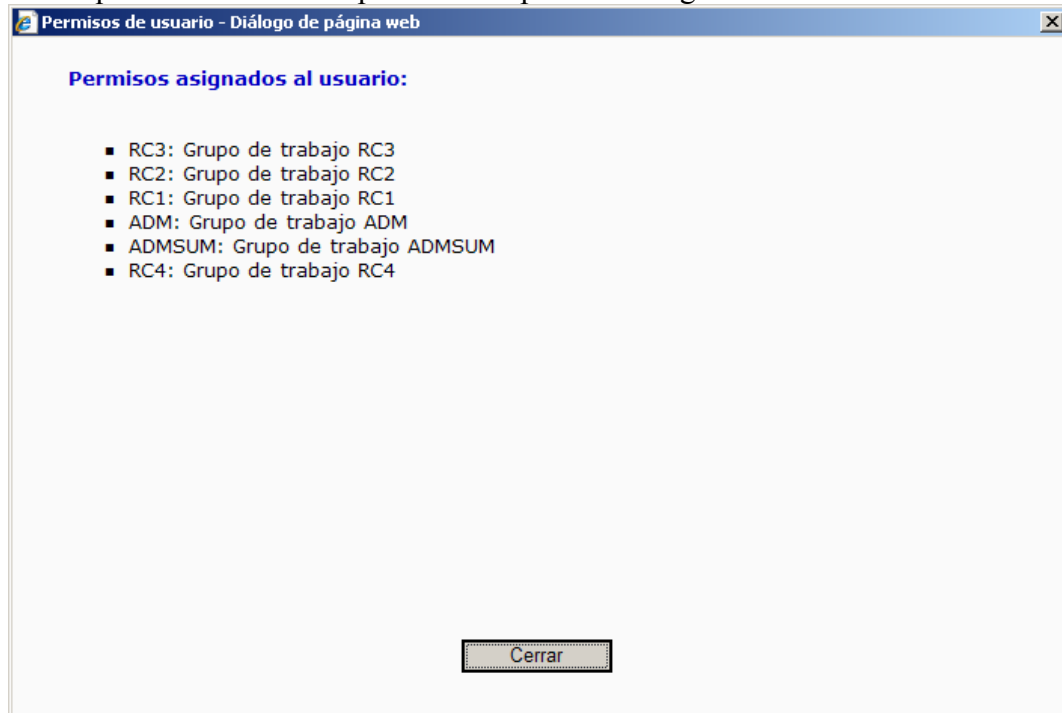 Permisos de usuario - Diálogo de página web
Permisos asignados al usuario:
RC3: Grupo de trabajo RC3
RC2: Grupo de trabajo RC2
RC1: Grupo de trabajo RC1
ADM: Grupo de trabajo ADM
ADMSUM: Grupo de trabajo ADMSUM
RC4: Grupo de trabajo RC4
Cerrar